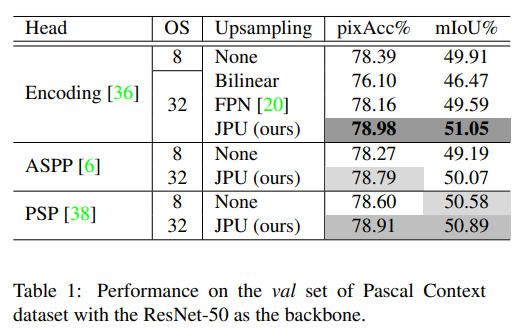 Head OS Upsampling pixAcc% mIoU%
8 None 78.39 49.91
Bilinear 76.10 46.47
Encoding [36] 32 FPN [20] 78.16 49.59
JPU (ours) 78.98 51.05
ASPP [6] 8 None 78.27 49.19
32 JPU (ours) 78.79 50.07
PSP [38] 8 None 78.60 50.58
32 JPU (ours) 78.91 50.89
Table 1: Performance on the val set of Pascal Context
dataset with the ResNet-50 as the backbone.